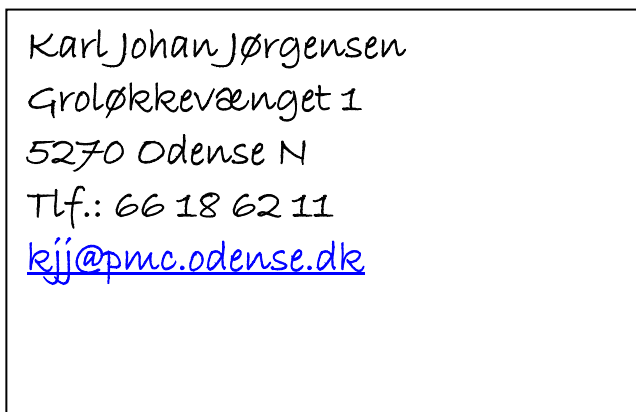 Karl Johan Jørgensen
Groløkkevænget 1
5270 Odense N
Tlf.: 66 18 62 11
kjj@pmc.odense.dk